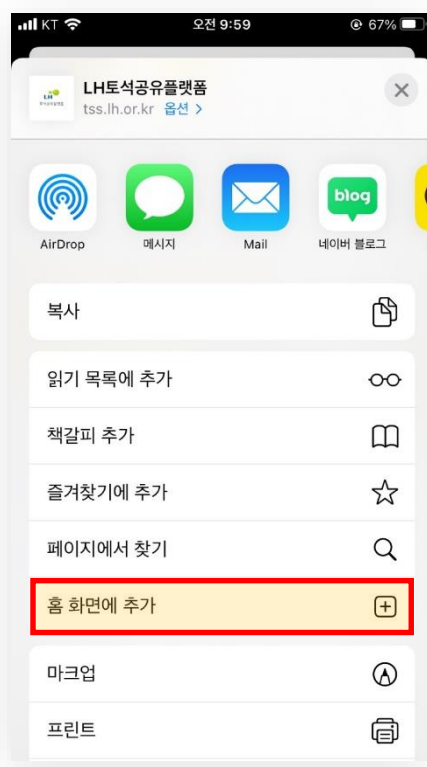 KT 오전 9:59 67%
LH토석공유플랫폼
tss.lh.or.kr 옵션 >
LH
blog
AirDrop 메시지 Mail 네이버 블로그
복사
읽기 목록에 추가
책갈피 추가
즐겨찾기에 추가
페이지에서 찾기
홈 화면에 추가
마크업
프린트